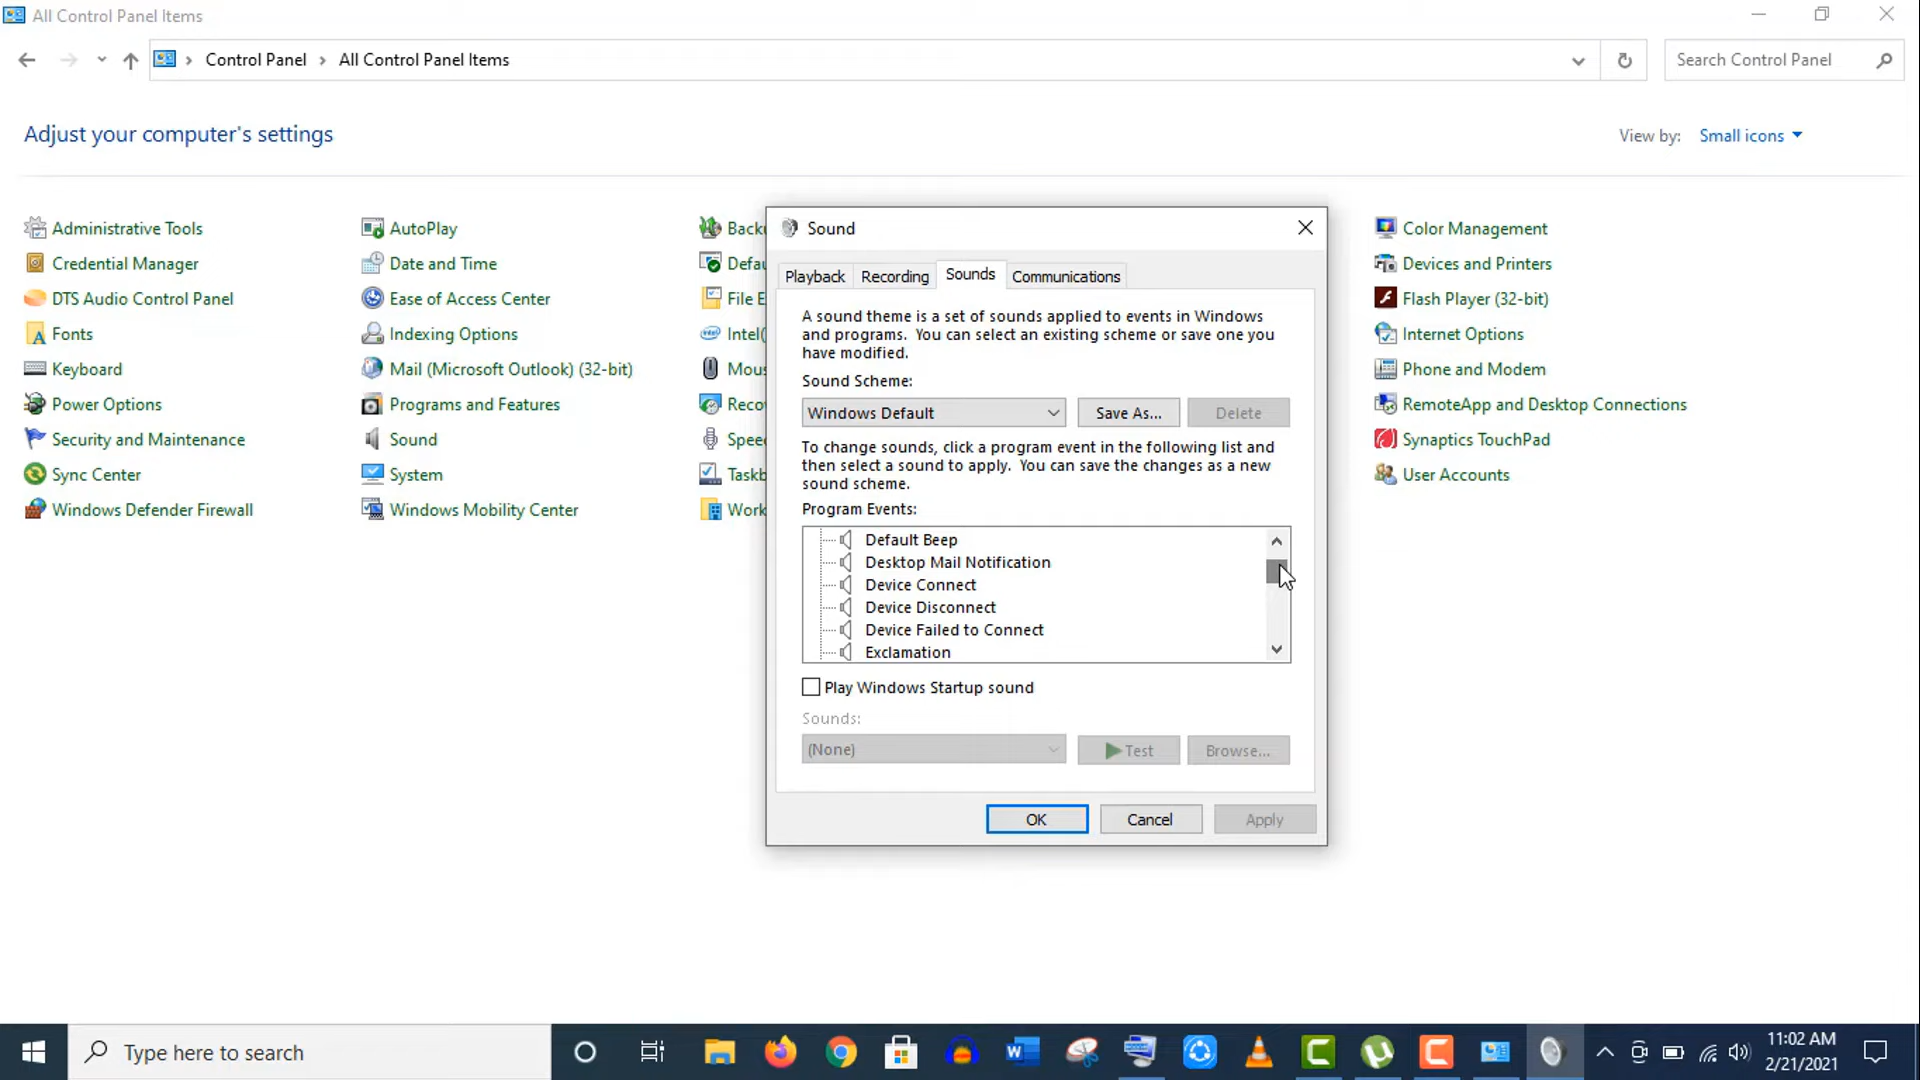 All Control Panel Items
Control Panel > All Control Panel Items
Search Control Panel
Adjust your computer's settings
View by: Small icons
Administrative Tools
AutoPlay
Backu
Color Management
Credential Manager
Date and Time
Defau
Devices and Printers
DTS Audio Control Panel
Ease of Access Center
File E
Flash Player (32-bit)
Fonts
Indexing Options
Intel(
Internet Options
Keyboard
Mail (Microsoft Outlook) (32-bit)
Mous
Phone and Modem
Power Options
Programs and Features
Reco
RemoteApp and Desktop Connections
Security and Maintenance
Sound
Spee
Synaptics TouchPad
Sync Center
System
Taskb
User Accounts
Windows Defender Firewall
Windows Mobility Center
Work
Sound
Playback Recording Sounds Communications
A sound theme is a set of sounds applied to events in Windows
and programs. You can select an existing scheme or save one you
have modified.
Sound Scheme:
Windows Default Save As... Delete
To change sounds, click a program event in the following list and
then select a sound to apply. You can save the changes as a new
sound scheme.
Program Events:
Default Beep
Desktop Mail Notification
Device Connect
Device Disconnect
Device Failed to Connect
Exclamation
Play Windows Startup sound
Sounds:
(None) Test Browse...
OK Cancel Apply
Type here to search
11:02 AM
2/21/2021